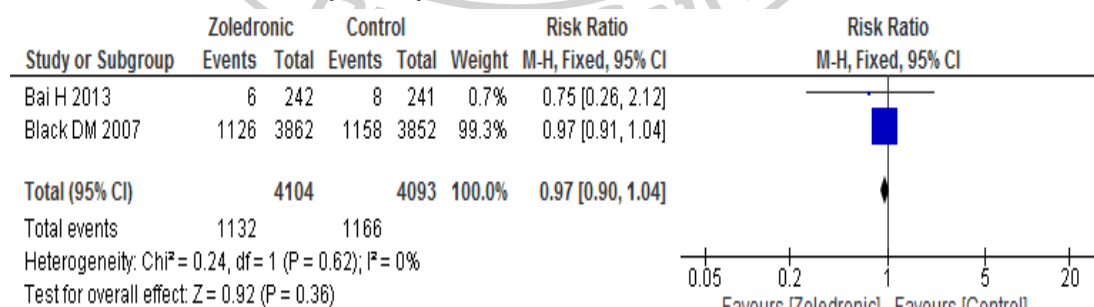 Zoledronic Control Risk Ratio Risk Ratio
Study or Subgroup Events Total Events Total Weight M-H, Fixed, 95% CI M-H, Fixed, 95% CI
Bai H 2013 6 242 8 241 0.7% 0.75 [0.26, 2.12]
Black DM 2007 1126 3862 1158 3852 99.3% 0.97 [0.91, 1.04]
Total (95% CI) 4104 4093 100.0% 0.97 [0.90, 1.04]
Total events 1132 1166
Heterogeneity: Chi² = 0.24, df = 1 (P = 0.62); I² = 0%
Test for overall effect: Z = 0.92 (P = 0.36)
0.05 0.2 1 5 20
Favours [Zoledronic] Favours [Control]